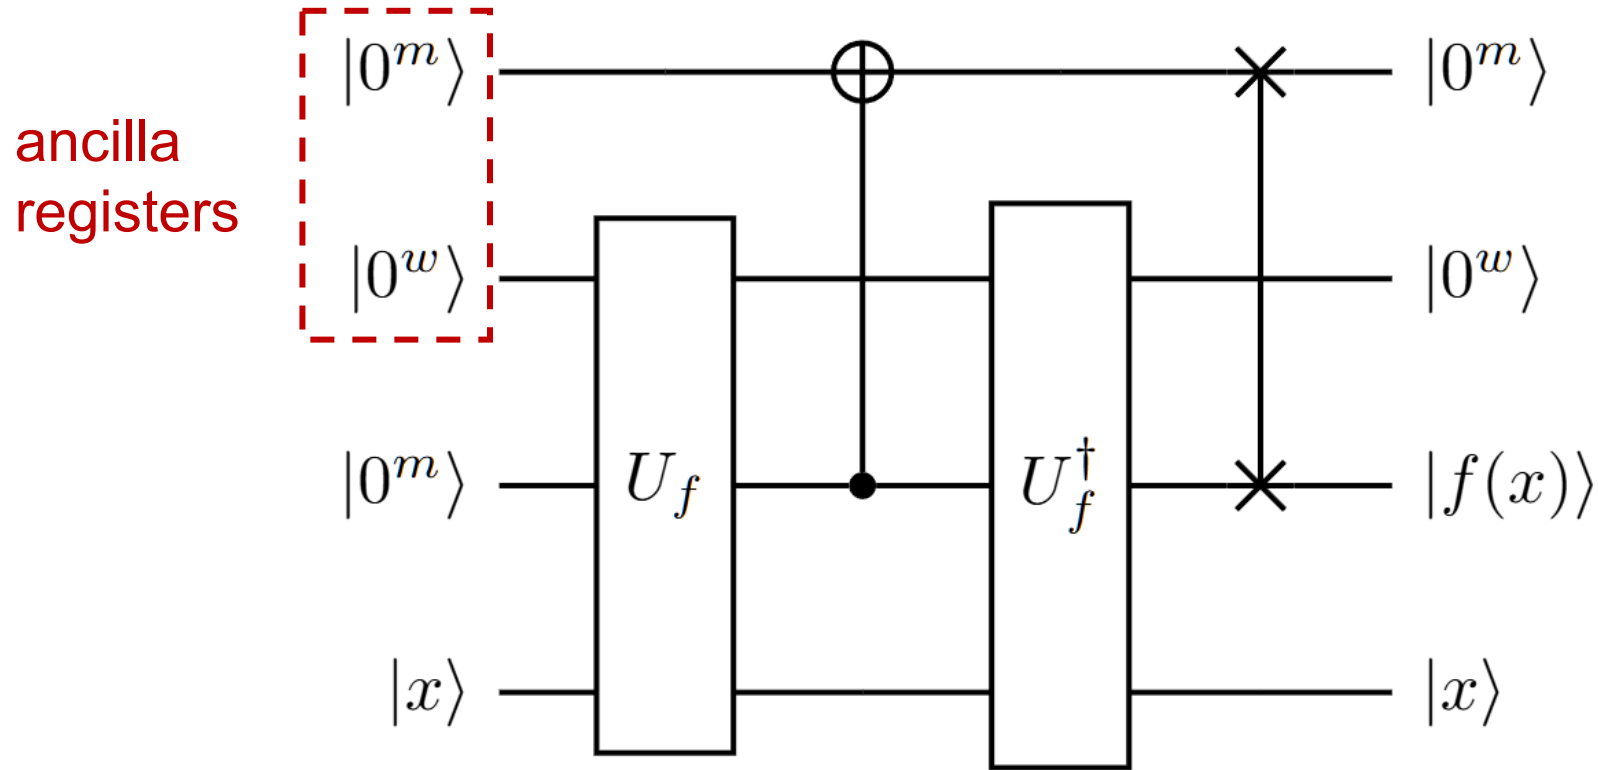 |0^m⟩ |0^m⟩
ancilla
registers
|0^w⟩ |0^w⟩
|0^m⟩ U_f U_f^† |f(x)⟩
|x⟩ |x⟩